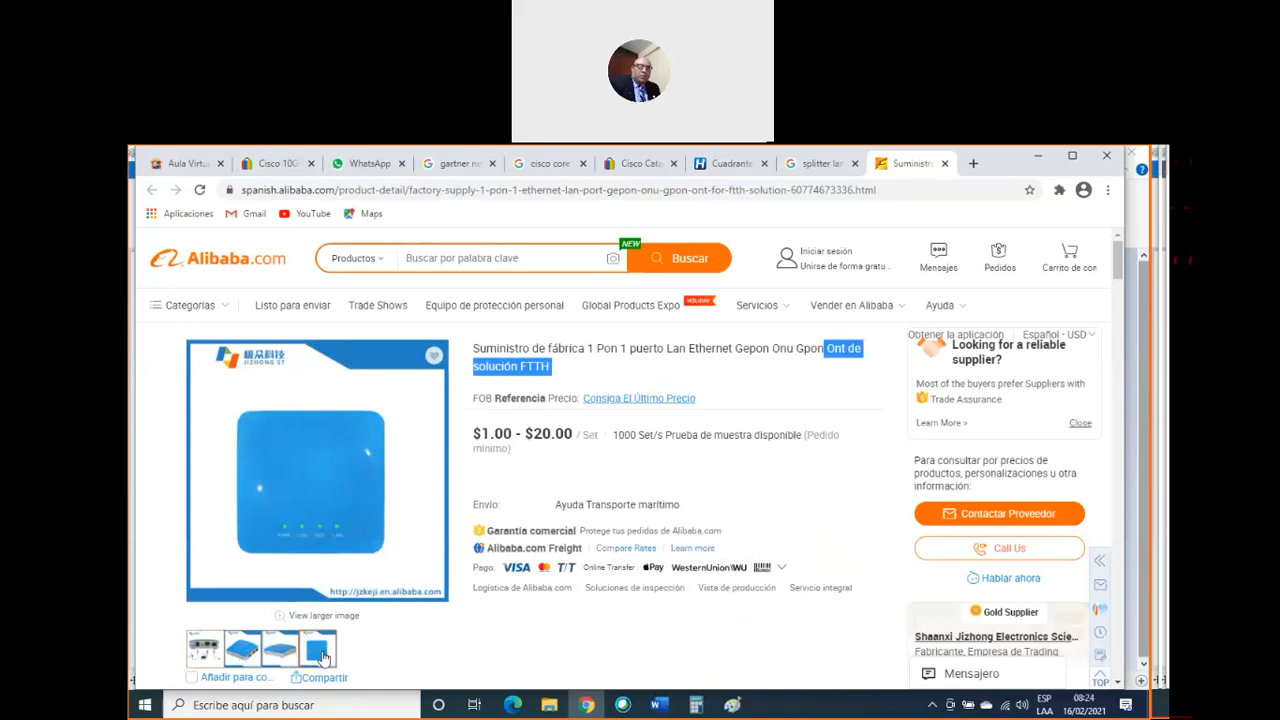 Aula Virtu
Cisco 10G
WhatsApp
gartner ne
cisco core
Cisco Cata
Cuadrante
splitter lan
Suministro
spanish.alibaba.com/product-detail/factory-supply-1-pon-1-ethernet-lan-port-gepon-onu-gpon-ont-for-ftth-solution-60774673336.html
Aplicaciones
Gmail
YouTube
Maps
Alibaba.com
Productos
Buscar por palabra clave
NEW
Buscar
Iniciar sesión
Unirse de forma gratu...
Mensajes
Pedidos
Carrito de con
Categorías
Listo para enviar
Trade Shows
Equipo de protección personal
Global Products Expo
HOLIDAY
Servicios
Vender en Alibaba
Ayuda
Obtener la aplicación
Español - USD
极众科技
JIZHONG ST
http://jzkeji.en.alibaba.com
View larger image
Añadir para co...
Compartir
Suministro de fábrica 1 Pon 1 puerto Lan Ethernet Gepon Onu Gpon Ont de
solución FTTH
FOB Referencia Precio: Consiga El Último Precio
$1.00 - $20.00 / Set
1000 Set/s Prueba de muestra disponible (Pedido
mínimo)
Envío:
Ayuda Transporte marítimo
Garantía comercial Protege tus pedidos de Alibaba.com
Alibaba.com Freight
Compare Rates
Learn more
Pago:
VISA
T/T
Online Transfer
Pay
WesternUnion WU
Logística de Alibaba.com
Soluciones de inspección
Vista de producción
Servicio integral
Looking for a reliable
supplier?
Most of the buyers prefer Suppliers with
Trade Assurance
Learn More >
Close
Para consultar por precios de
productos, personalizaciones u otra
información:
Contactar Proveedor
Call Us
Hablar ahora
Gold Supplier
Shaanxi Jizhong Electronics Scie...
Fabricante, Empresa de Trading
Mensajero
TOP
Escribe aquí para buscar
ESP
LAA
08:24
16/02/2021